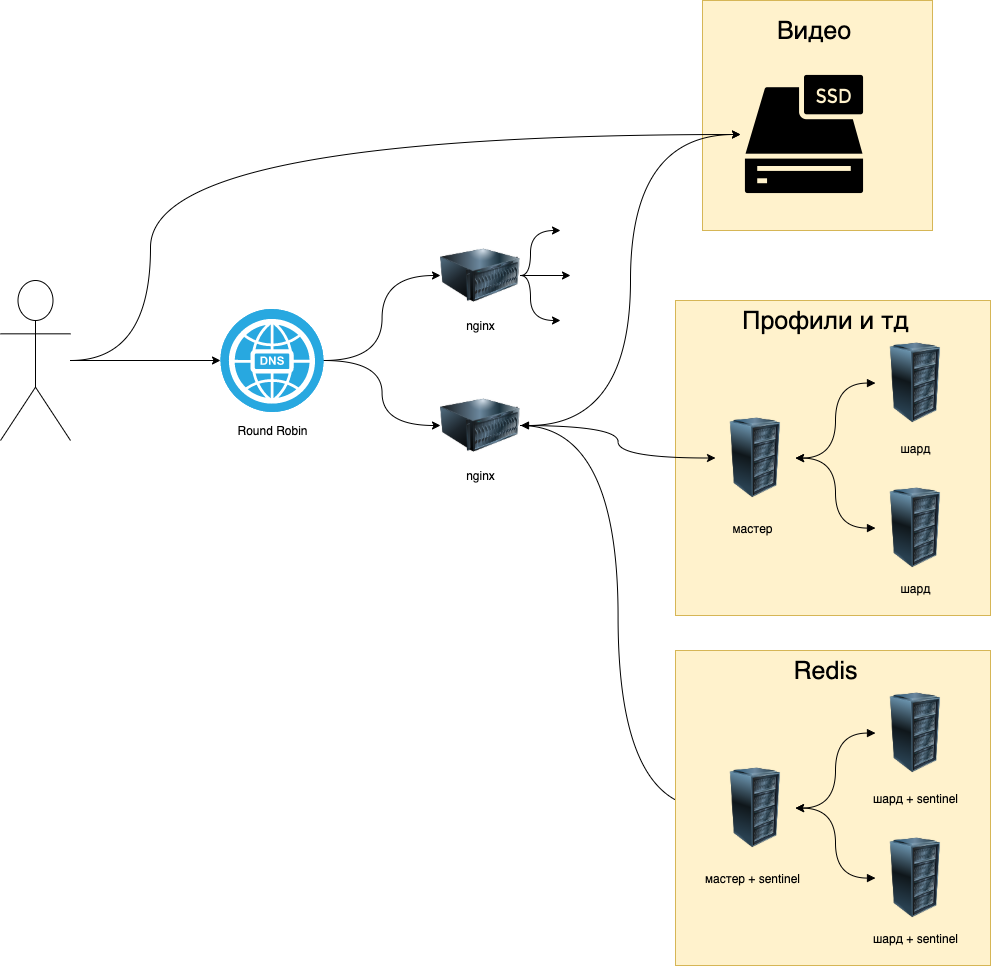 Видео
SSD
nginx
DNS
Round Robin
nginx
Профили и тд
шард
мастер
шард
Redis
шард + sentinel
мастер + sentinel
шард + sentinel